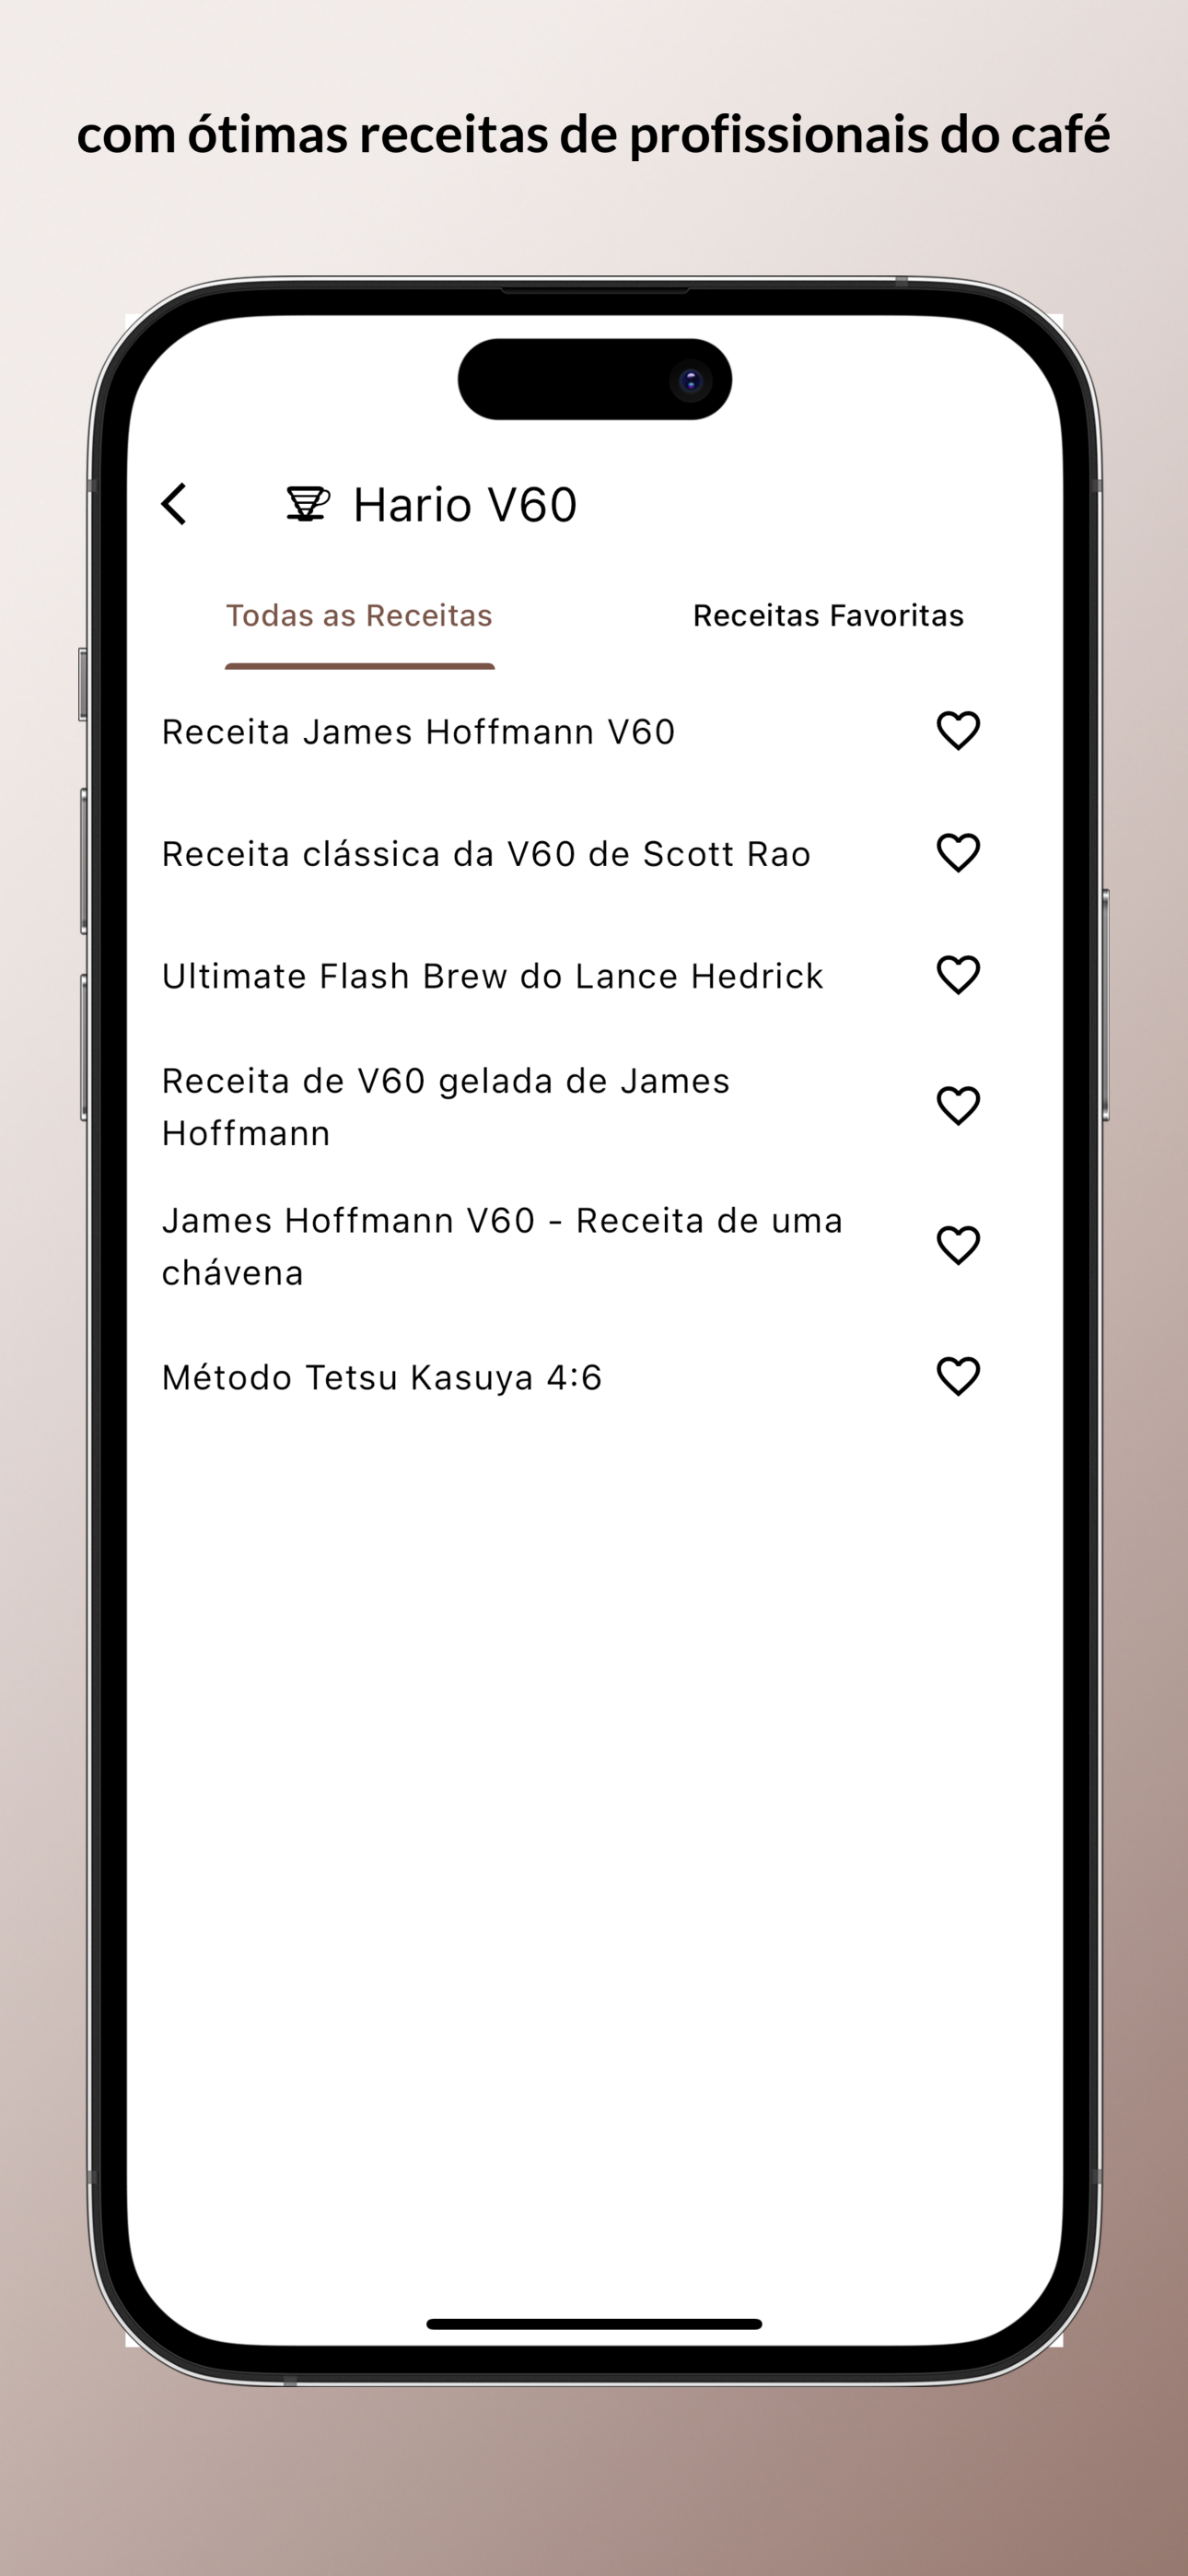 com ótimas receitas de profissionais do café
Hario V60
Todas as Receitas
Receitas Favoritas
Receita James Hoffmann V60
Receita clássica da V60 de Scott Rao
Ultimate Flash Brew do Lance Hedrick
Receita de V60 gelada de James
Hoffmann
James Hoffmann V60 - Receita de uma
chávena
Método Tetsu Kasuya 4:6